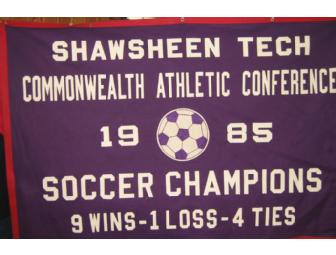 SHAWSHEEN TECH
COMMONWEALTH ATHLETIC CONFERENCE
19 85
SOCCER CHAMPIONS
9 WINS-1 LOSS-4 TIES